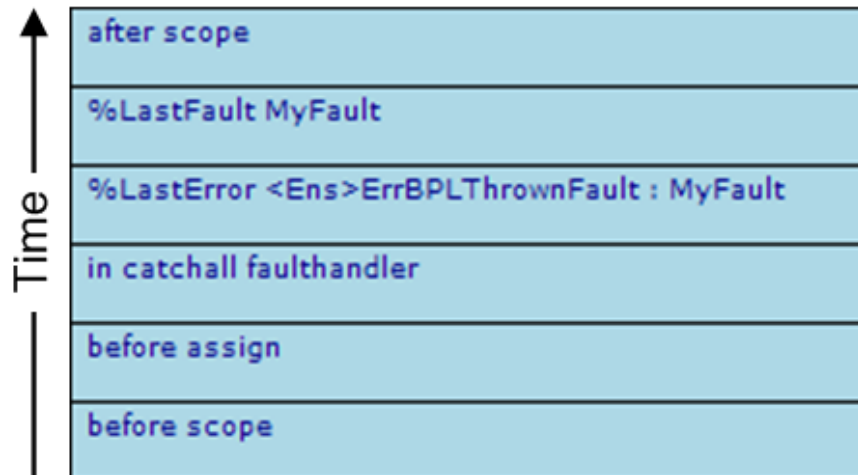 Time
after scope
%LastFault MyFault
%LastError <Ens>ErrBPLThrownFault : MyFault
in catchall faulthandler
before assign
before scope